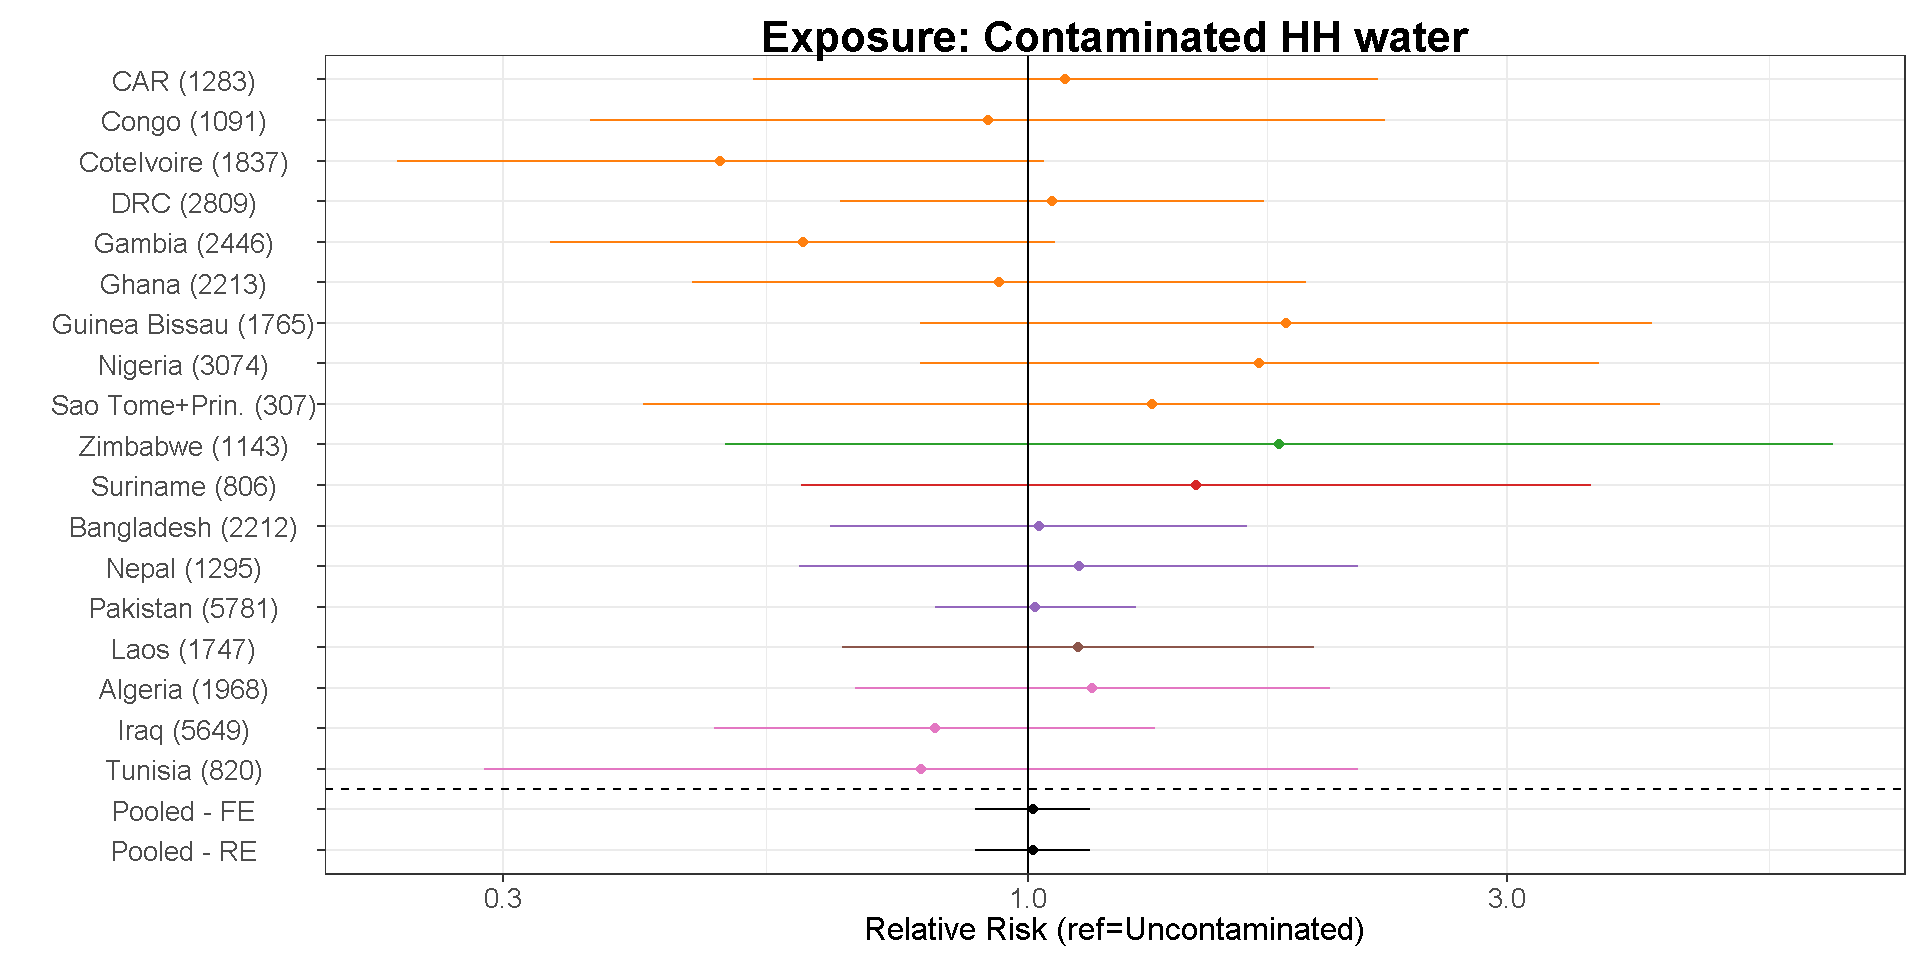 Exposure: Contaminated HH water
CAR (1283)
Congo (1091)
CoteIvoire (1837)
DRC (2809)
Gambia (2446)
Ghana (2213)
Guinea Bissau (1765)
Nigeria (3074)
Sao Tome+Prin. (307)
Zimbabwe (1143)
Suriname (806)
Bangladesh (2212)
Nepal (1295)
Pakistan (5781)
Laos (1747)
Algeria (1968)
Iraq (5649)
Tunisia (820)
Pooled - FE
Pooled - RE
0.3 1.0 3.0
Relative Risk (ref=Uncontaminated)